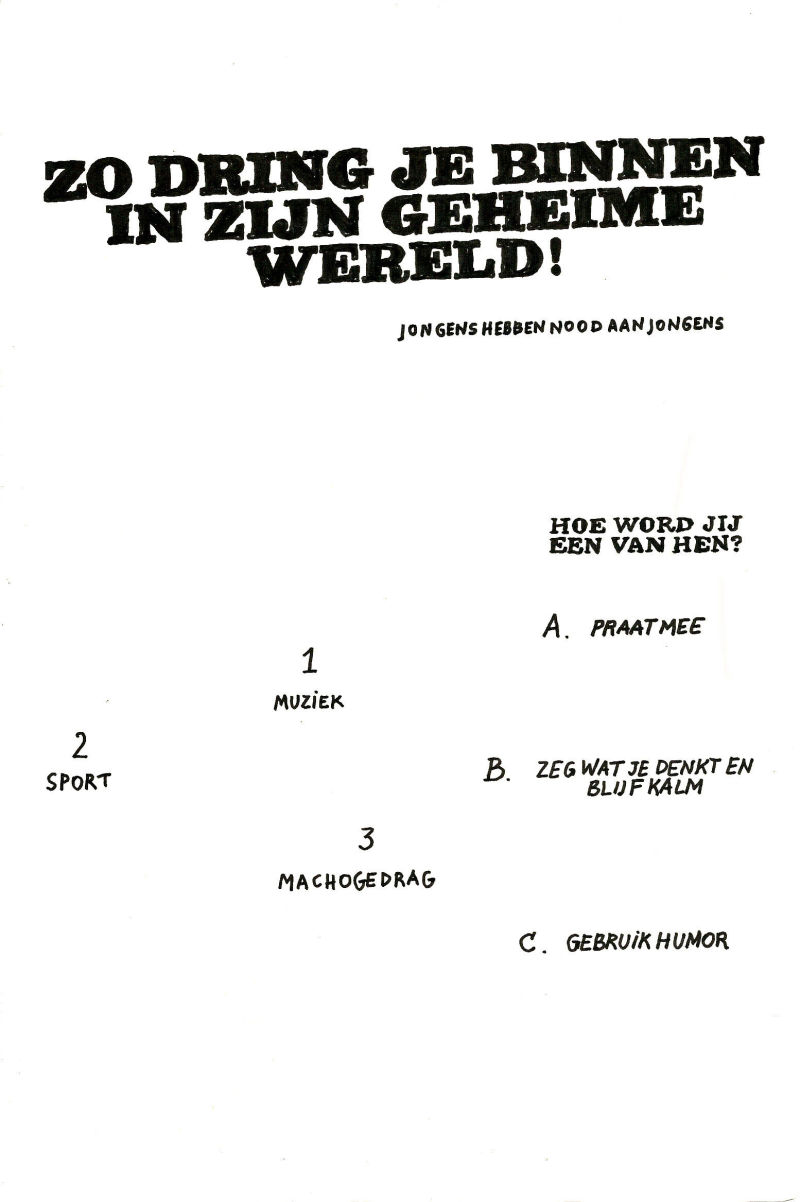 ZO DRING JE BINNEN
IN ZIJN GEHEIME
WERELD!
JONGENS HEBBEN NOOD AAN JONGENS
HOE WORD JIJ
EEN VAN HEN?
A. PRAAT MEE
1
MUZIEK
2
SPORT
B. ZEG WAT JE DENKT EN
BLIJF KALM
3
MACHOGEDRAG
C. GEBRUIK HUMOR